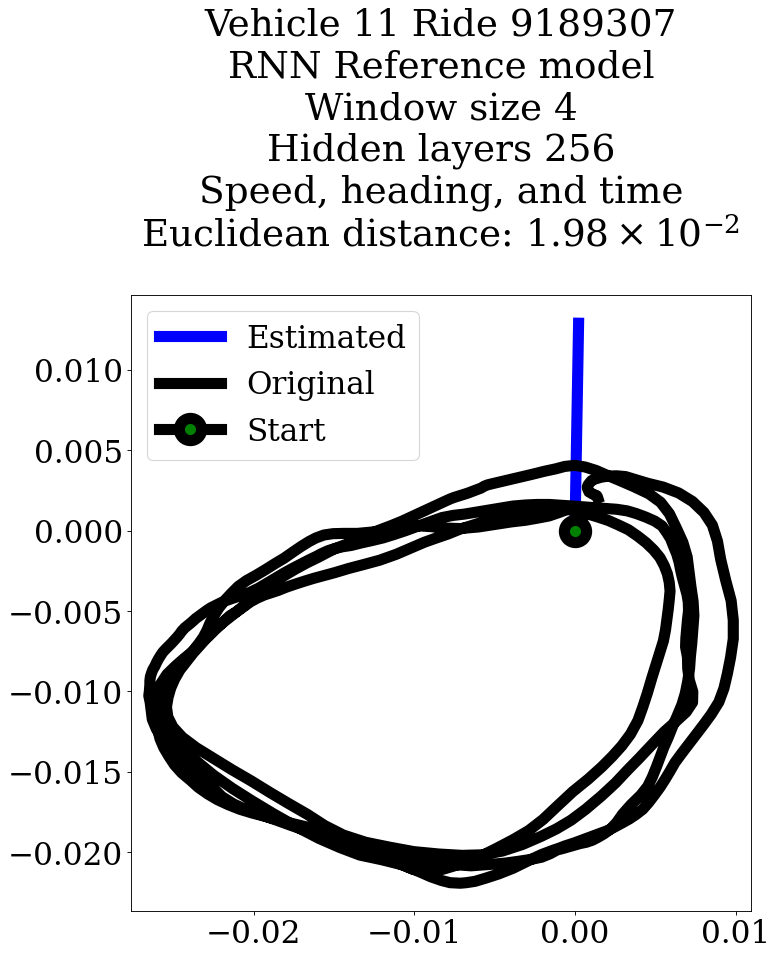 Vehicle 11 Ride 9189307
RNN Reference model
Window size 4
Hidden layers 256
Speed, heading, and time
Euclidean distance: 1.98 × 10⁻²
Estimated
Original
Start
0.010
0.005
0.000
−0.005
−0.010
−0.015
−0.020
−0.02 −0.01 0.00 0.01